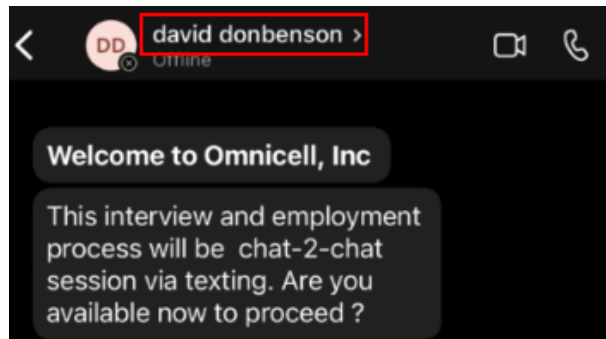 DD
david donbenson >
Offline
Welcome to Omnicell, Inc
This interview and employment
process will be  chat-2-chat
session via texting. Are you
available now to proceed ?